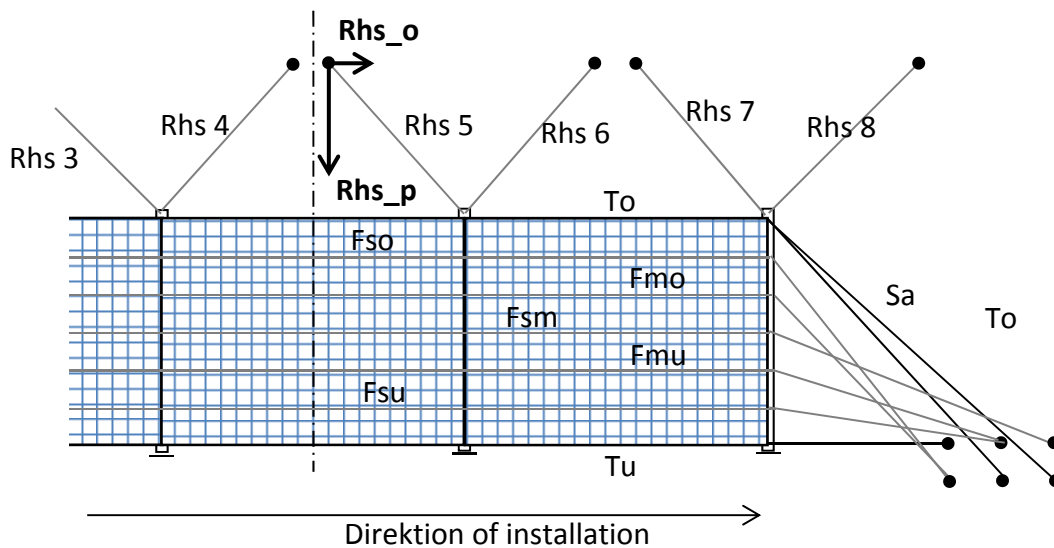 Rhs_o
Rhs 3
Rhs 4
Rhs 5
Rhs 6
Rhs 7
Rhs 8
Rhs_p
To
Fso
Fmo
Fsm
Sa
To
Fmu
Fsu
Tu
Direktion of installation